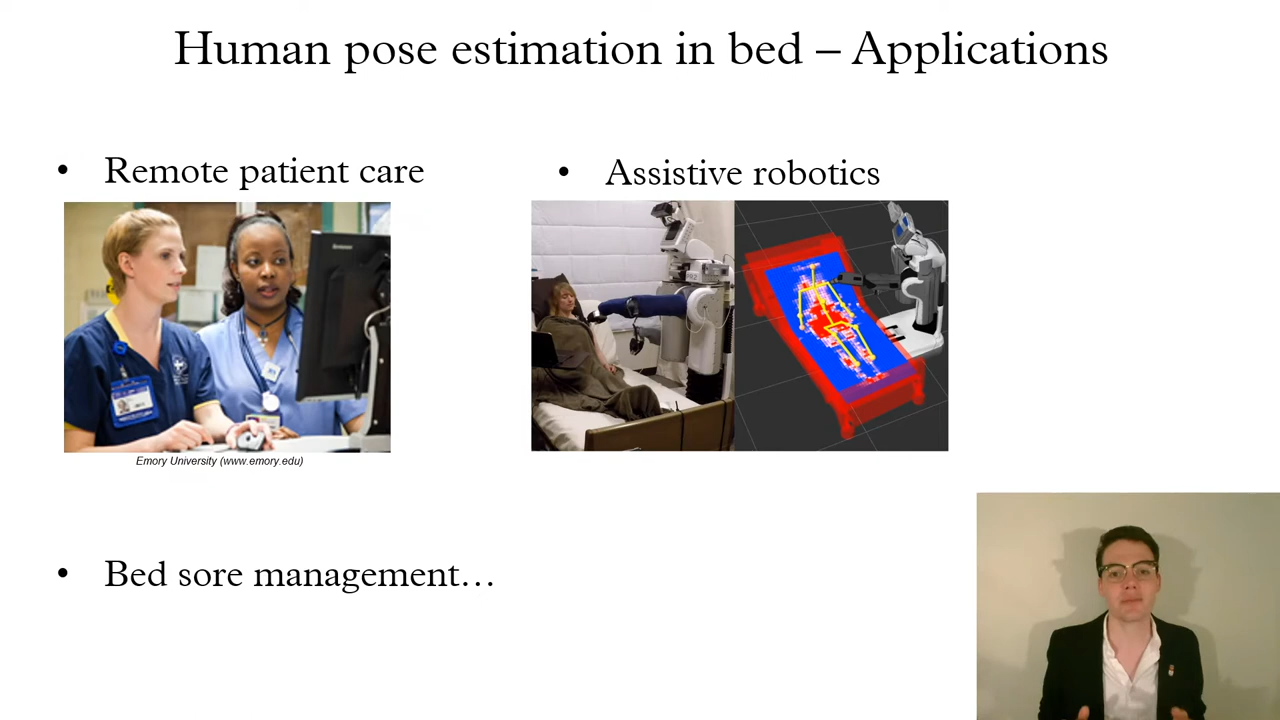 Human pose estimation in bed – Applications
• Remote patient care
• Assistive robotics
Emory University (www.emory.edu)
• Bed sore management…